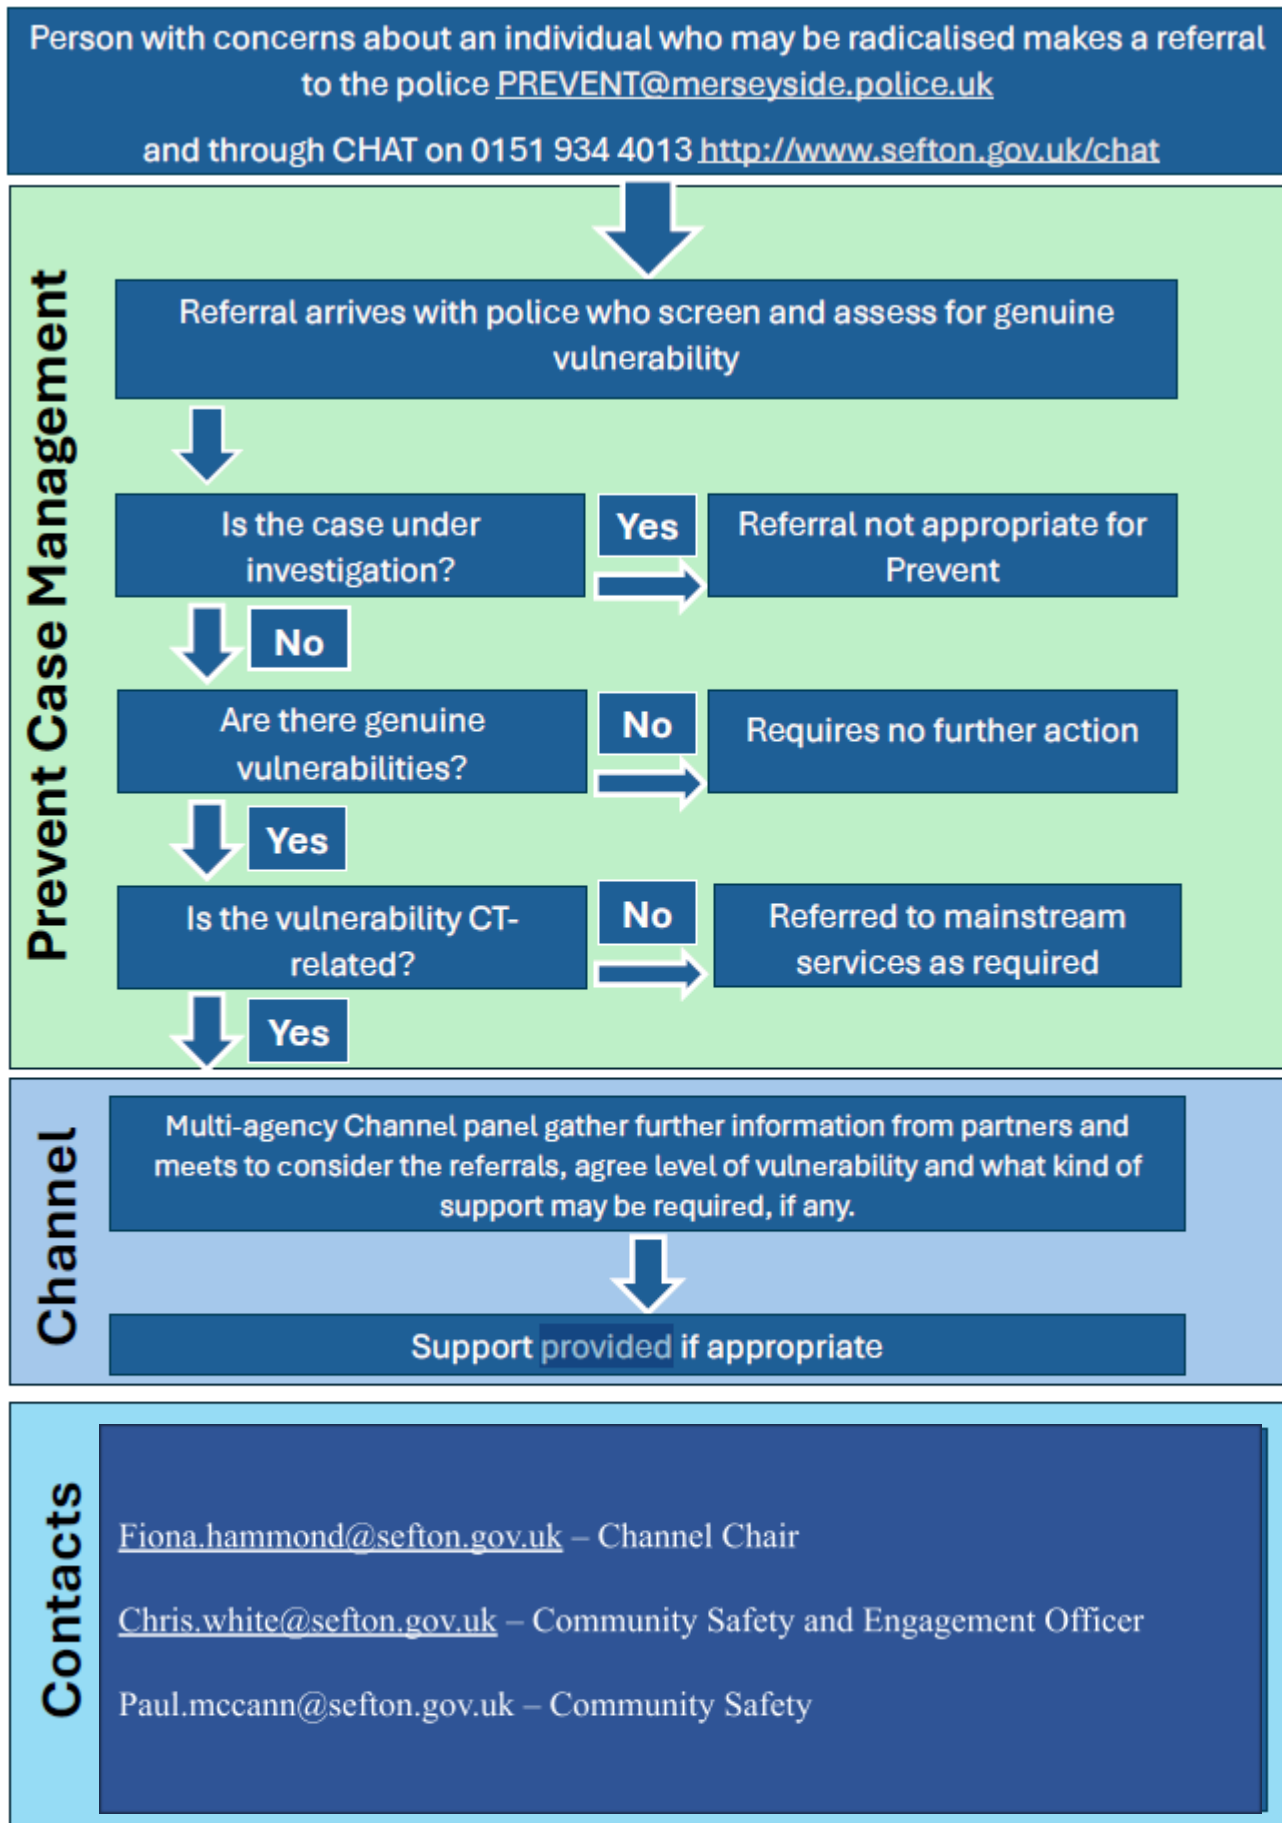 Person with concerns about an individual who may be radicalised makes a referral
to the police PREVENT@merseyside.police.uk
and through CHAT on 0151 934 4013 http://www.sefton.gov.uk/chat
Prevent Case Management
Referral arrives with police who screen and assess for genuine
vulnerability
Is the case under
investigation?
Yes
Referral not appropriate for
Prevent
No
Are there genuine
vulnerabilities?
No
Requires no further action
Yes
Is the vulnerability CT-
related?
No
Referred to mainstream
services as required
Yes
Channel
Multi-agency Channel panel gather further information from partners and
meets to consider the referrals, agree level of vulnerability and what kind of
support may be required, if any.
Support provided if appropriate
Contacts
Fiona.hammond@sefton.gov.uk – Channel Chair
Chris.white@sefton.gov.uk – Community Safety and Engagement Officer
Paul.mccann@sefton.gov.uk – Community Safety